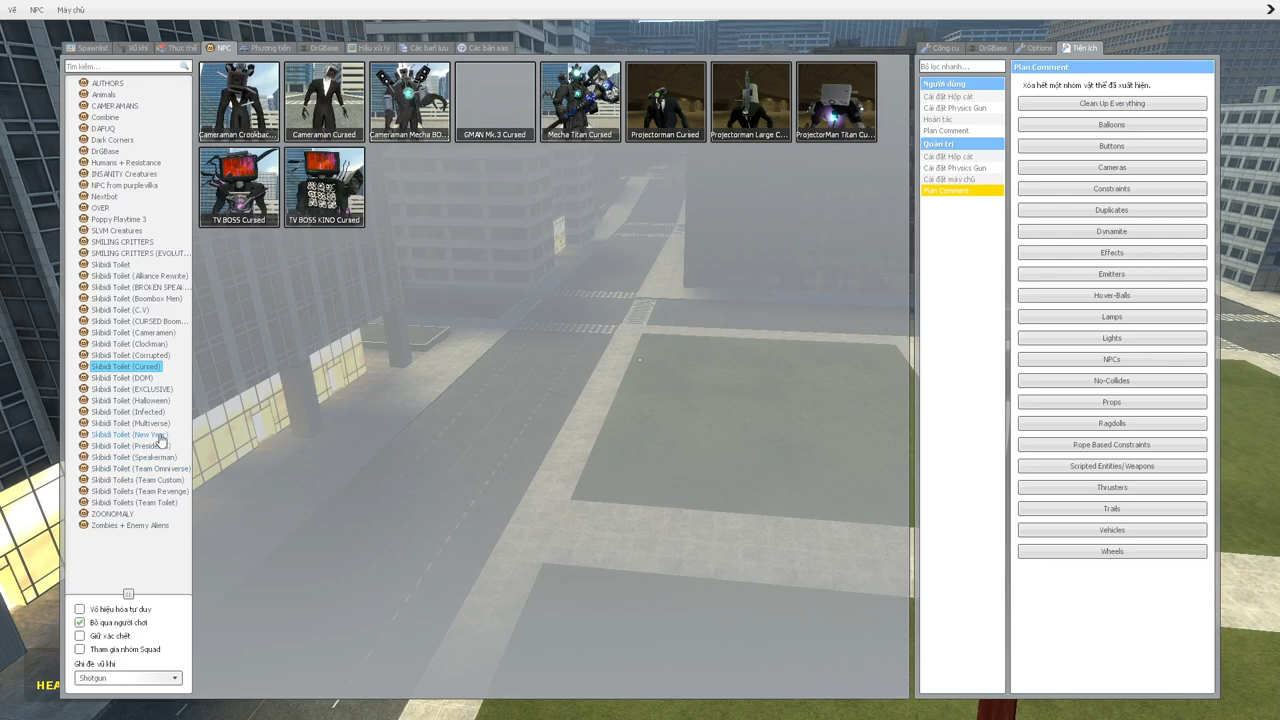 Vẽ NPC Máy chủ
Spawnlist Vũ khí Thực thể NPC Phương tiện DrGBase Hậu xử lý Các bản lưu Các bản sao
Công cụ DrGBase Options Tiện ích
Tìm kiếm...
AUTHORS
Animals
CAMERAMANS
Combine
DAFUQ
Dark Corners
DrGBase
Humans + Resistance
INSANITY Creatures
NPC from purplevilka
Nextbot
OVER
Poppy Playtime 3
SLVM Creatures
SMILING CRITTERS
SMILING CRITTERS (EVOLUT...
Skibidi Toilet
Skibidi Toilet (Alliance Rewrite)
Skibidi Toilet (BROKEN SPEAK...
Skibidi Toilet (Boombox Men)
Skibidi Toilet (C.V)
Skibidi Toilet (CURSED Boom...
Skibidi Toilet (Cameramen)
Skibidi Toilet (Clockman)
Skibidi Toilet (Corrupted)
Skibidi Toilet (Cursed)
Skibidi Toilet (DOM)
Skibidi Toilet (EXCLUSIVE)
Skibidi Toilet (Halloween)
Skibidi Toilet (Infected)
Skibidi Toilet (Multiverse)
Skibidi Toilet (New
Skibidi Toilet
Skibidi Toilet (Speakerman)
Skibidi Toilet (Team Omniverse)
Skibidi Toilets (Team Custom)
Skibidi Toilets (Team Revenge)
Skibidi Toilets (Team Toilet)
ZOONOMALY
Zombies + Enemy Aliens
Vô hiệu hóa tư duy
Bỏ qua người chơi
Giữ xác chết
Tham gia nhóm Squad
Ghi đè vũ khí
Shotgun
Cameraman Crookbac...
Cameraman Cursed
Cameraman Mecha BO...
GMAN Mk.3 Cursed
Mecha Titan Cursed
Projectorman Cursed
Projectorman Large C...
ProjectorMan Titan Cu...
TV BOSS Cursed
TV BOSS KINO Cursed
Bộ lọc nhanh...
Người dùng
Cài đặt Hộp cát
Cài đặt Physics Gun
Hoàn tác
Plan Comment
Quản trị
Cài đặt Hộp cát
Cài đặt Physics Gun
Cài đặt máy chủ
Plan Comment
Plan Comment
Xóa hết một nhóm vật thể đã xuất hiện.
Clean Up Everything
Balloons
Buttons
Cameras
Constraints
Duplicates
Dynamite
Effects
Emitters
Hover-Balls
Lamps
Lights
NPCs
No-Collides
Props
Ragdolls
Rope Based Constraints
Scripted Entities/Weapons
Thrusters
Trails
Vehicles
Wheels